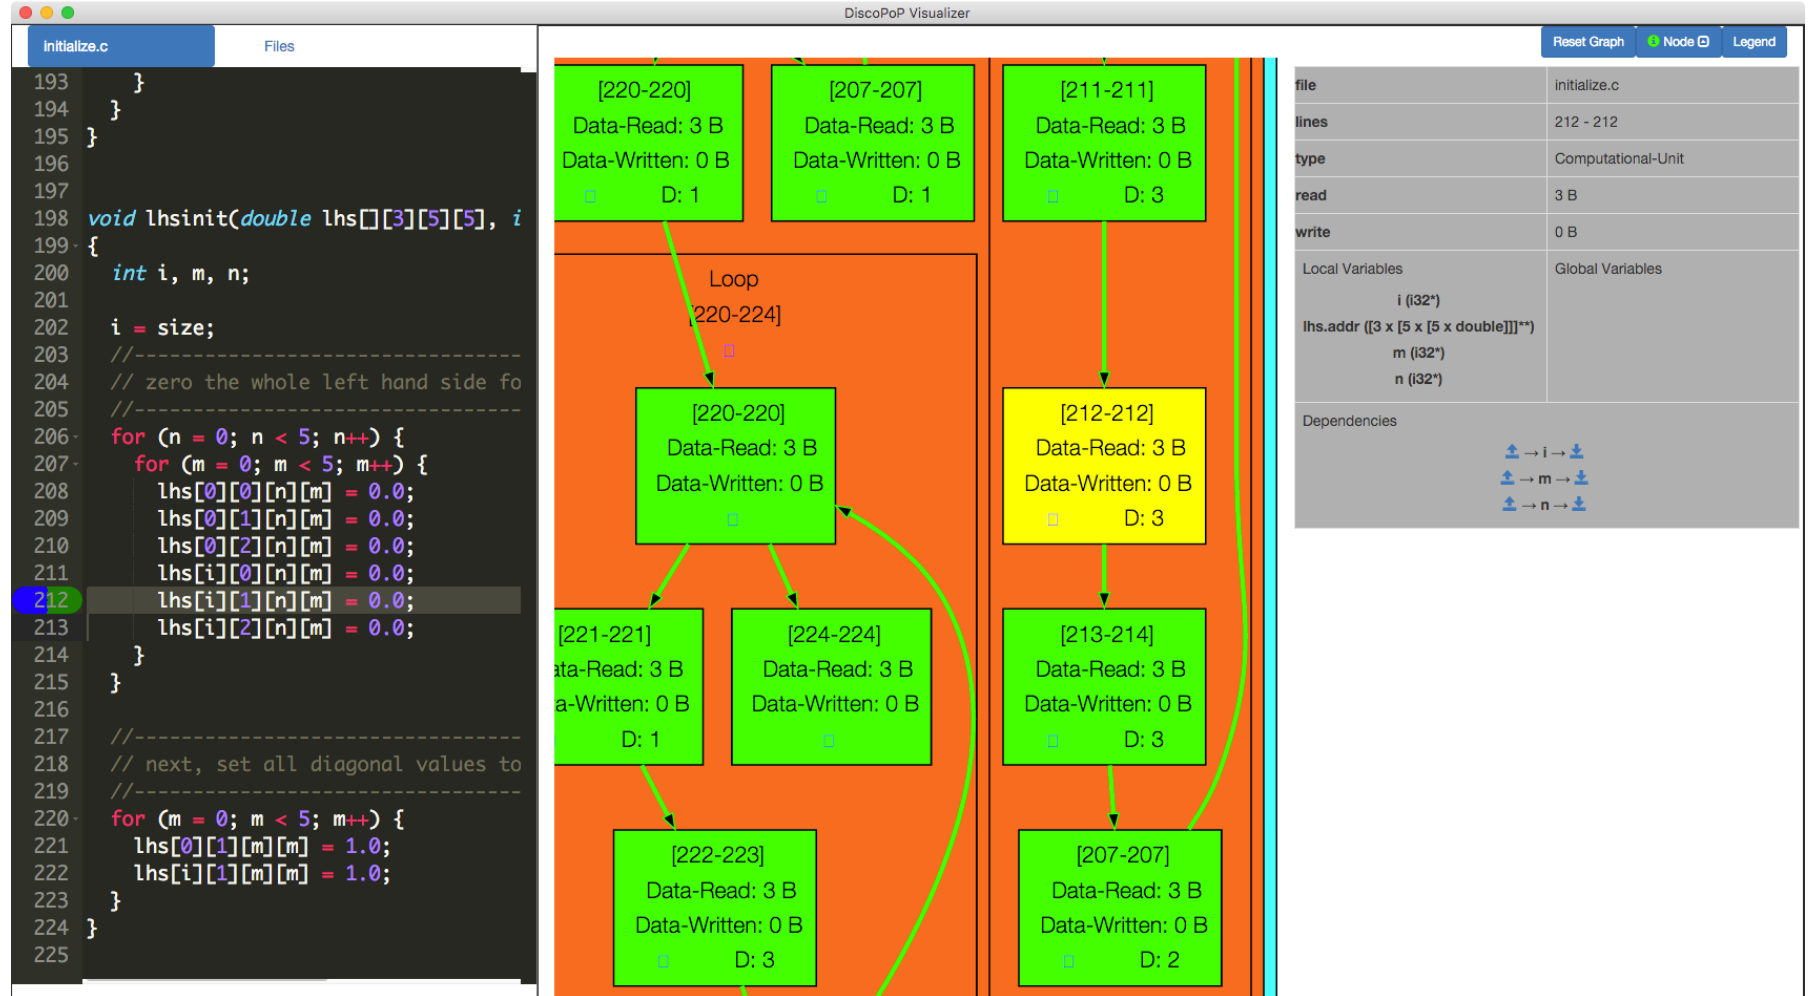 DiscoPoP Visualizer
initialize.c
Files
Reset Graph
Node
Legend
193 }
194 }
195 }
196
197
198 void lhsinit(double lhs[][3][5][5], i
199 {
200 int i, m, n;
201
202 i = size;
203 //----------------------------------
204 // zero the whole left hand side fo
205 //----------------------------------
206 for (n = 0; n < 5; n++) {
207 for (m = 0; m < 5; m++) {
208 lhs[0][0][n][m] = 0.0;
209 lhs[0][1][n][m] = 0.0;
210 lhs[0][2][n][m] = 0.0;
211 lhs[i][0][n][m] = 0.0;
212 lhs[i][1][n][m] = 0.0;
213 lhs[i][2][n][m] = 0.0;
214 }
215 }
216
217 //----------------------------------
218 // next, set all diagonal values to
219 //----------------------------------
220 for (m = 0; m < 5; m++) {
221 lhs[0][1][m][m] = 1.0;
222 lhs[i][1][m][m] = 1.0;
223 }
224 }
225
[220-220]
Data-Read: 3 B
Data-Written: 0 B
D: 1
[207-207]
Data-Read: 3 B
Data-Written: 0 B
D: 1
[211-211]
Data-Read: 3 B
Data-Written: 0 B
D: 3
Loop
[220-224]
[220-220]
Data-Read: 3 B
Data-Written: 0 B
[212-212]
Data-Read: 3 B
Data-Written: 0 B
D: 3
[221-221]
ata-Read: 3 B
a-Written: 0 B
D: 1
[224-224]
Data-Read: 3 B
Data-Written: 0 B
[213-214]
Data-Read: 3 B
Data-Written: 0 B
D: 3
[222-223]
Data-Read: 3 B
Data-Written: 0 B
D: 3
[207-207]
Data-Read: 3 B
Data-Written: 0 B
D: 2
file initialize.c
lines 212 - 212
type Computational-Unit
read 3 B
write 0 B
Local Variables
i (i32*)
lhs.addr ([3 x [5 x [5 x double]]]**)
m (i32*)
n (i32*)
Global Variables
Dependencies
→ i →
→ m →
→ n →